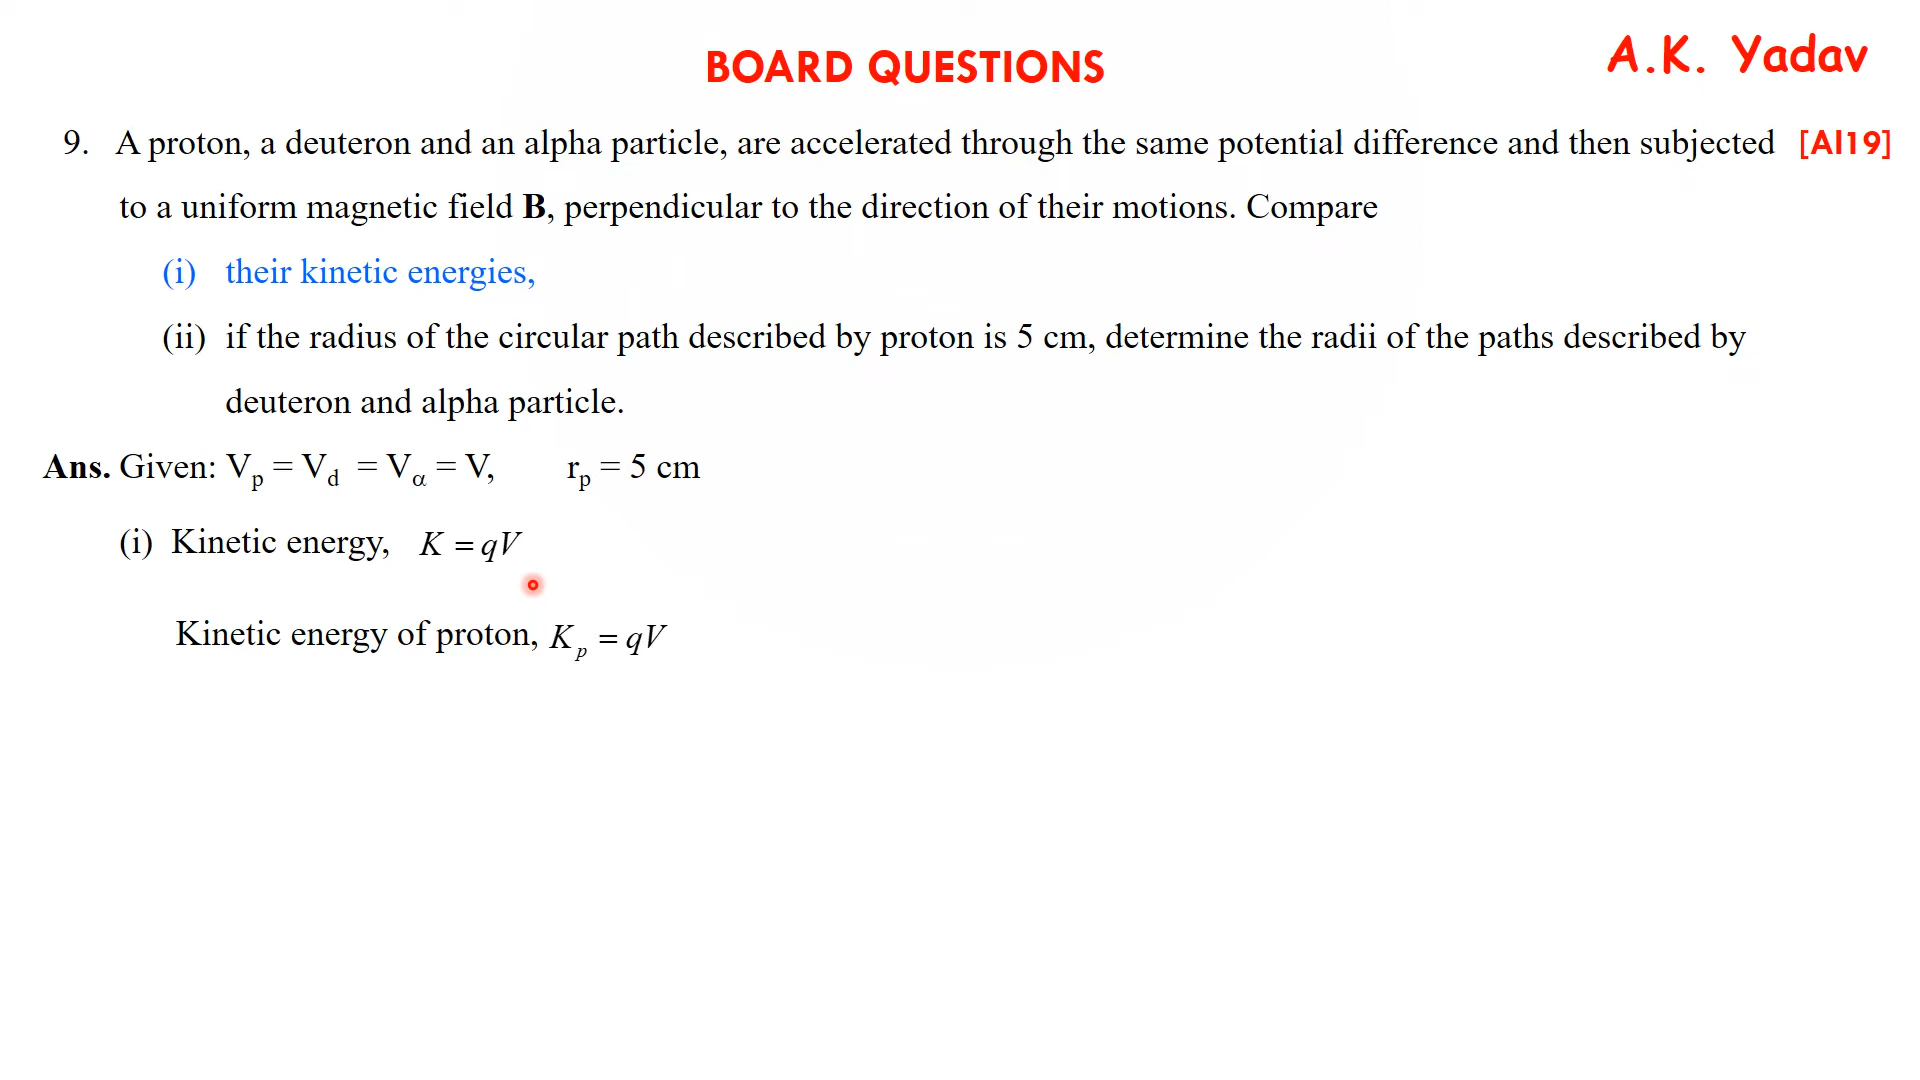 BOARD QUESTIONS
A.K. Yadav
9. A proton, a deuteron and an alpha particle, are accelerated through the same potential difference and then subjected [AI19]
to a uniform magnetic field B, perpendicular to the direction of their motions. Compare
(i) their kinetic energies,
(ii) if the radius of the circular path described by proton is 5 cm, determine the radii of the paths described by
deuteron and alpha particle.
Ans. Given: Vp = Vd = Vα = V, rp = 5 cm
(i) Kinetic energy, K = qV
Kinetic energy of proton, Kp = qV